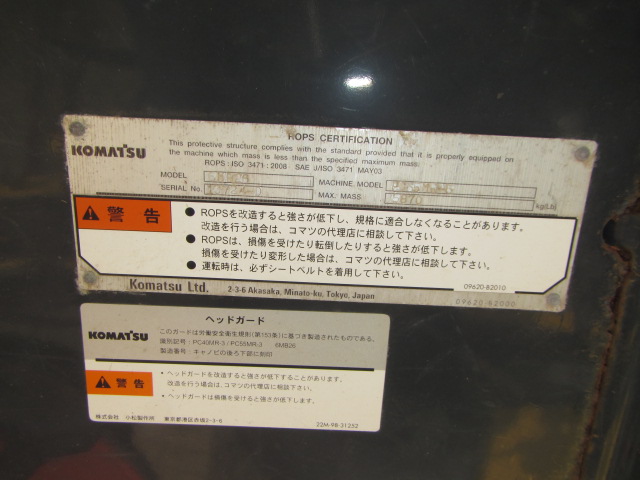 ROPS CERTIFICATION
KOMATSU
This protective structure complies with the standard provided that it is properly equipped on
the machine which mass is less than the specified maximum mass.
ROPS : ISO 3471 : 2008 SAE J/ISO 3471 MAY03
MODEL MACHINE MODEL
SERIAL No. MAX. MASS kg(Lb)
警告
● ROPSを改造すると強さが低下し、規格に適合しなくなることがあります。
改造を行う場合は、コマツの代理店に相談して下さい。
● ROPSは、損傷を受けたり転倒したりすると強さが低下します。
損傷を受けたり変形した場合は、コマツの代理店に相談して下さい。
● 運転時は、必ずシートベルトを着用して下さい。
09620-B2010
Komatsu Ltd. 2-3-6 Akasaka, Minato-ku, Tokyo, Japan
09620-B2000
ヘッドガード
KOMATSU
このガードは労働安全衛生規則(第153条)に基づき製造されたものである。
識別記号:PC40MR-3 / PC55MR-3 6MB26
製造番号:キャノピの後ろ下部に刻印
警告
・ヘッドガードを改造すると強さが低下することがあります。
改造を行う場合は、コマツの代理店に相談して下さい。
・ヘッドガードは損傷を受けると強さが低下します。
株式会社 小松製作所 東京都港区赤坂2-3-6
22M-98-31252